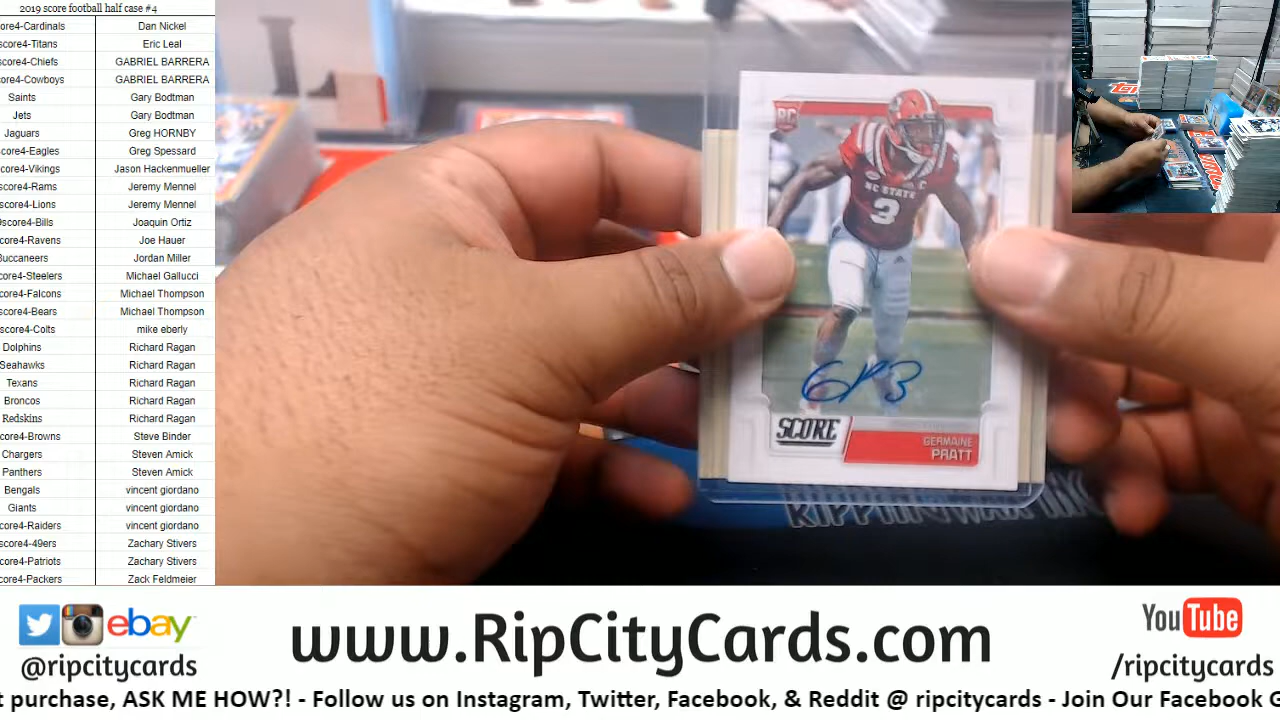 2019 score football half case #4
ore4-Cardinals Dan Nickel
score4-Titans Eric Leal
core4-Chiefs GABRIEL BARRERA
ore4-Cowboys GABRIEL BARRERA
Saints Gary Bodtman
Jets Gary Bodtman
Jaguars Greg HORNBY
ore4-Eagles Greg Spessard
core4-Vikings Jason Hackenmueller
score4-Rams Jeremy Mennel
score4-Lions Jeremy Mennel
score4-Bills Joaquin Ortiz
core4-Ravens Joe Hauer
Buccaneers Jordan Miller
ore4-Steelers Michael Gallucci
core4-Falcons Michael Thompson
core4-Bears Michael Thompson
score4-Colts mike eberly
Dolphins Richard Ragan
Seahawks Richard Ragan
Texans Richard Ragan
Broncos Richard Ragan
Redskins Richard Ragan
core4-Browns Steve Binder
Chargers Steven Amick
Panthers Steven Amick
Bengals vincent giordano
Giants vincent giordano
ore4-Raiders vincent giordano
score4-49ers Zachary Stivers
ore4-Patriots Zachary Stivers
ore4-Packers Zack Feldmeier
RC
NC STATE
3
GP3
SCORE
GERMAINE
PRATT
ebay
@ripcitycards
www.RipCityCards.com
YouTube
/ripcitycards
t purchase, ASK ME HOW?! - Follow us on Instagram, Twitter, Facebook, & Reddit @ ripcitycards - Join Our Facebook G